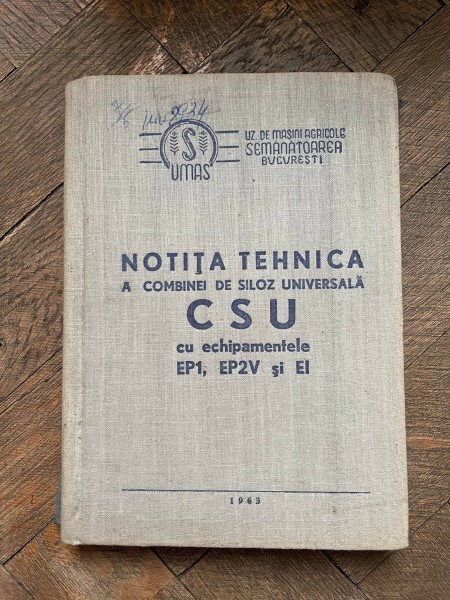 S
UMAS
UZ. DE MAȘINI AGRICOLE
SEMĂNĂTOAREA
BUCUREȘTI
NOTIȚA TEHNICA
A COMBINEI DE SILOZ UNIVERSALĂ
CSU
cu echipamentele
EP1, EP2V și EI
1963